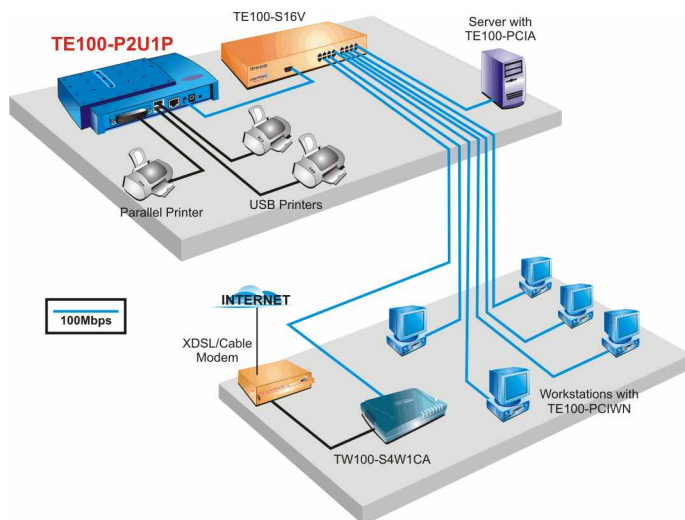 TE100-S16V
TE100-P2U1P
Server with
TE100-PCIA
TRENDNET
Parallel Printer
USB Printers
100Mbps
INTERNET
XDSL/Cable
Modem
Workstations with
TE100-PCIWN
TW100-S4W1CA